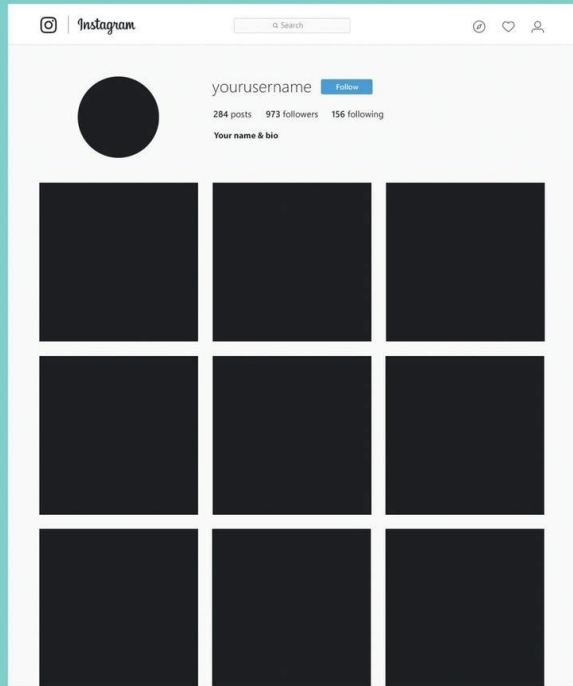 Instagram
Search
yourusername Follow
284 posts 973 followers 156 following
Your name & bio